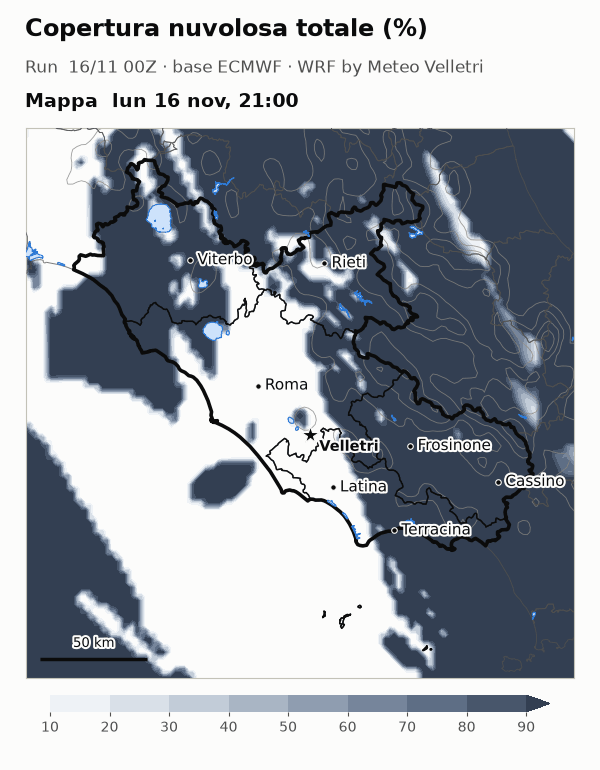 Copertura nuvolosa totale (%)
Run  16/11 00Z · base ECMWF · WRF by Meteo Velletri
Mappa  lun 16 nov, 21:00
Viterbo
Rieti
Roma
Velletri
Frosinone
Cassino
Latina
Terracina
50 km
10 20 30 40 50 60 70 80 90